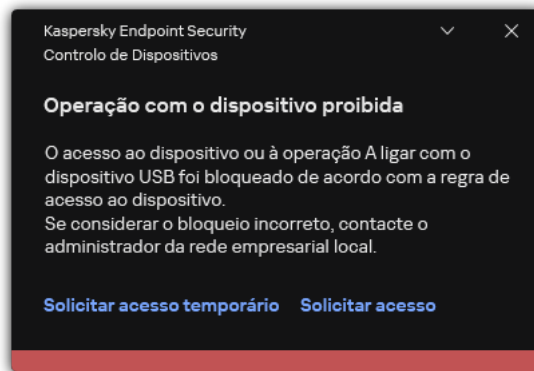 Kaspersky Endpoint Security
Controlo de Dispositivos
Operação com o dispositivo proibida
O acesso ao dispositivo ou à operação A ligar com o
dispositivo USB foi bloqueado de acordo com a regra de
acesso ao dispositivo.
Se considerar o bloqueio incorreto, contacte o
administrador da rede empresarial local.
Solicitar acesso temporário Solicitar acesso